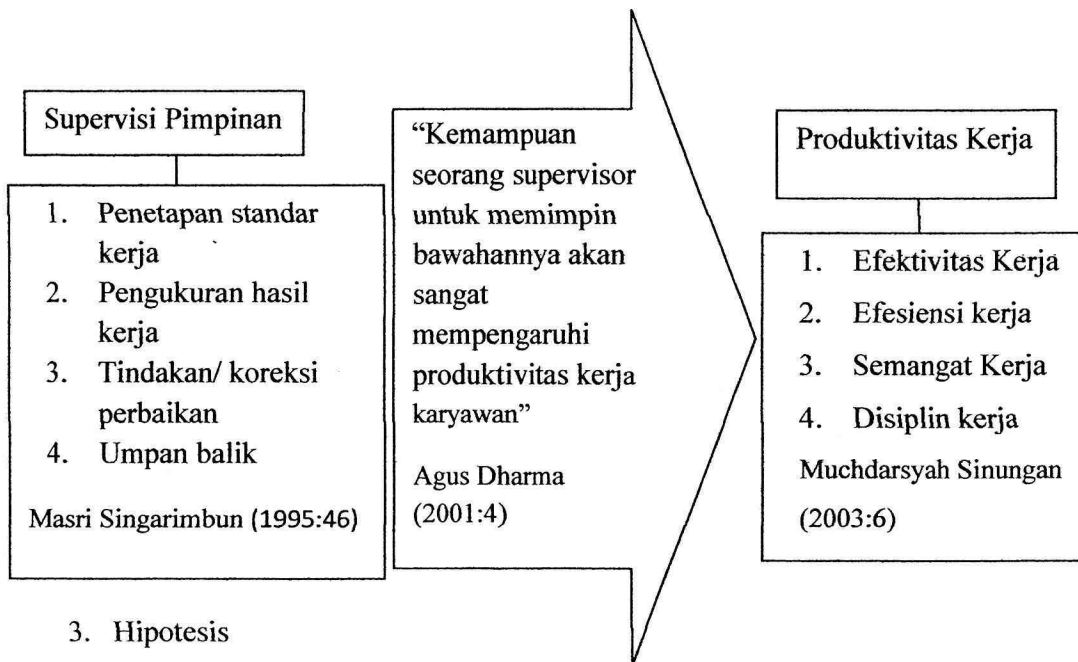 Supervisi Pimpinan
1. Penetapan standar
kerja
2. Pengukuran hasil
kerja
3. Tindakan/ koreksi
perbaikan
4. Umpan balik
Masri Singarimbun (1995:46)
“Kemampuan
seorang supervisor
untuk memimpin
bawahannya akan
sangat
mempengaruhi
produktivitas kerja
karyawan”
Agus Dharma
(2001:4)
Produktivitas Kerja
1. Efektivitas Kerja
2. Efesiensi kerja
3. Semangat Kerja
4. Disiplin kerja
Muchdarsyah Sinungan
(2003:6)
3. Hipotesis